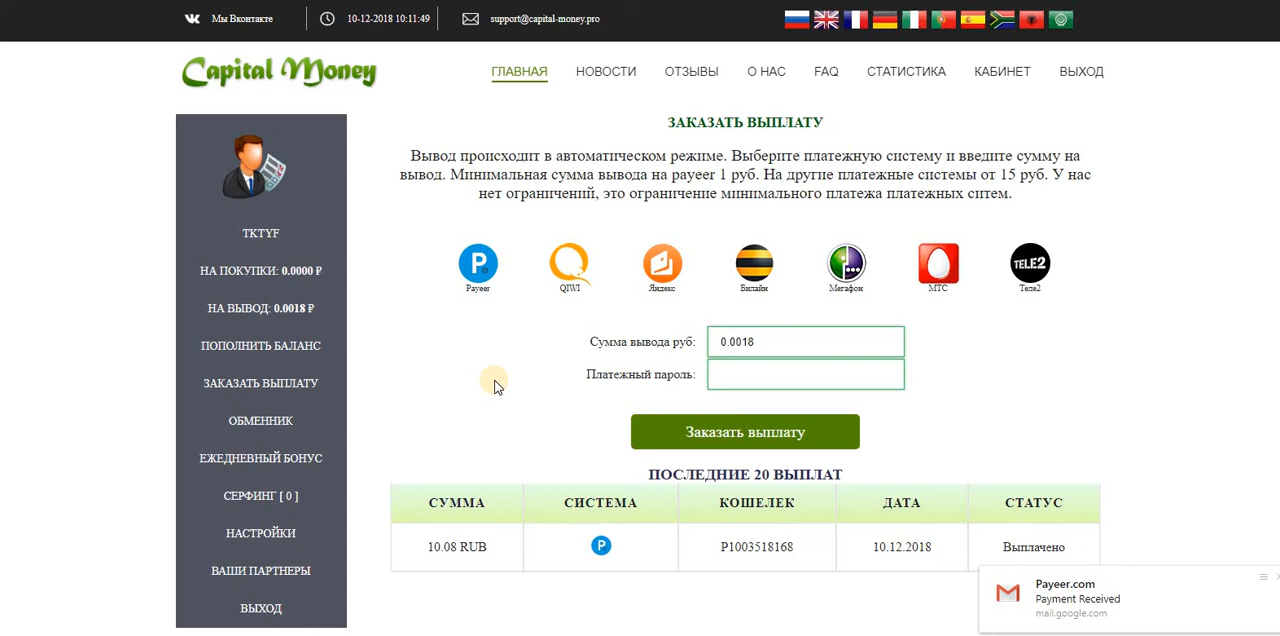 Мы Вконтакте
10-12-2018 10:11:49
support@capital-money.pro
Capital Money
ГЛАВНАЯ НОВОСТИ ОТЗЫВЫ О НАС FAQ СТАТИСТИКА КАБИНЕТ ВЫХОД
TKTYF
НА ПОКУПКИ: 0.0000 ₽
НА ВЫВОД: 0.0018 ₽
ПОПОЛНИТЬ БАЛАНС
ЗАКАЗАТЬ ВЫПЛАТУ
ОБМЕННИК
ЕЖЕДНЕВНЫЙ БОНУС
СЕРФИНГ [ 0 ]
НАСТРОЙКИ
ВАШИ ПАРТНЕРЫ
ВЫХОД
ЗАКАЗАТЬ ВЫПЛАТУ
Вывод происходит в автоматическом режиме. Выберите платежную систему и введите сумму на
вывод. Минимальная сумма вывода на payeer 1 руб. На другие платежные системы от 15 руб. У нас
нет ограничений, это ограничение минимального платежа платежных ситем.
P TELE2
Payeer QIWI Яндекс Билайн Мегафон МТС Теле2
Сумма вывода руб: 0.0018
Платежный пароль:
Заказать выплату
ПОСЛЕДНИЕ 20 ВЫПЛАТ
СУММА СИСТЕМА КОШЕЛЕК ДАТА СТАТУС
10.08 RUB P P1003518168 10.12.2018 Выплачено
Payeer.com
Payment Received
mail.google.com